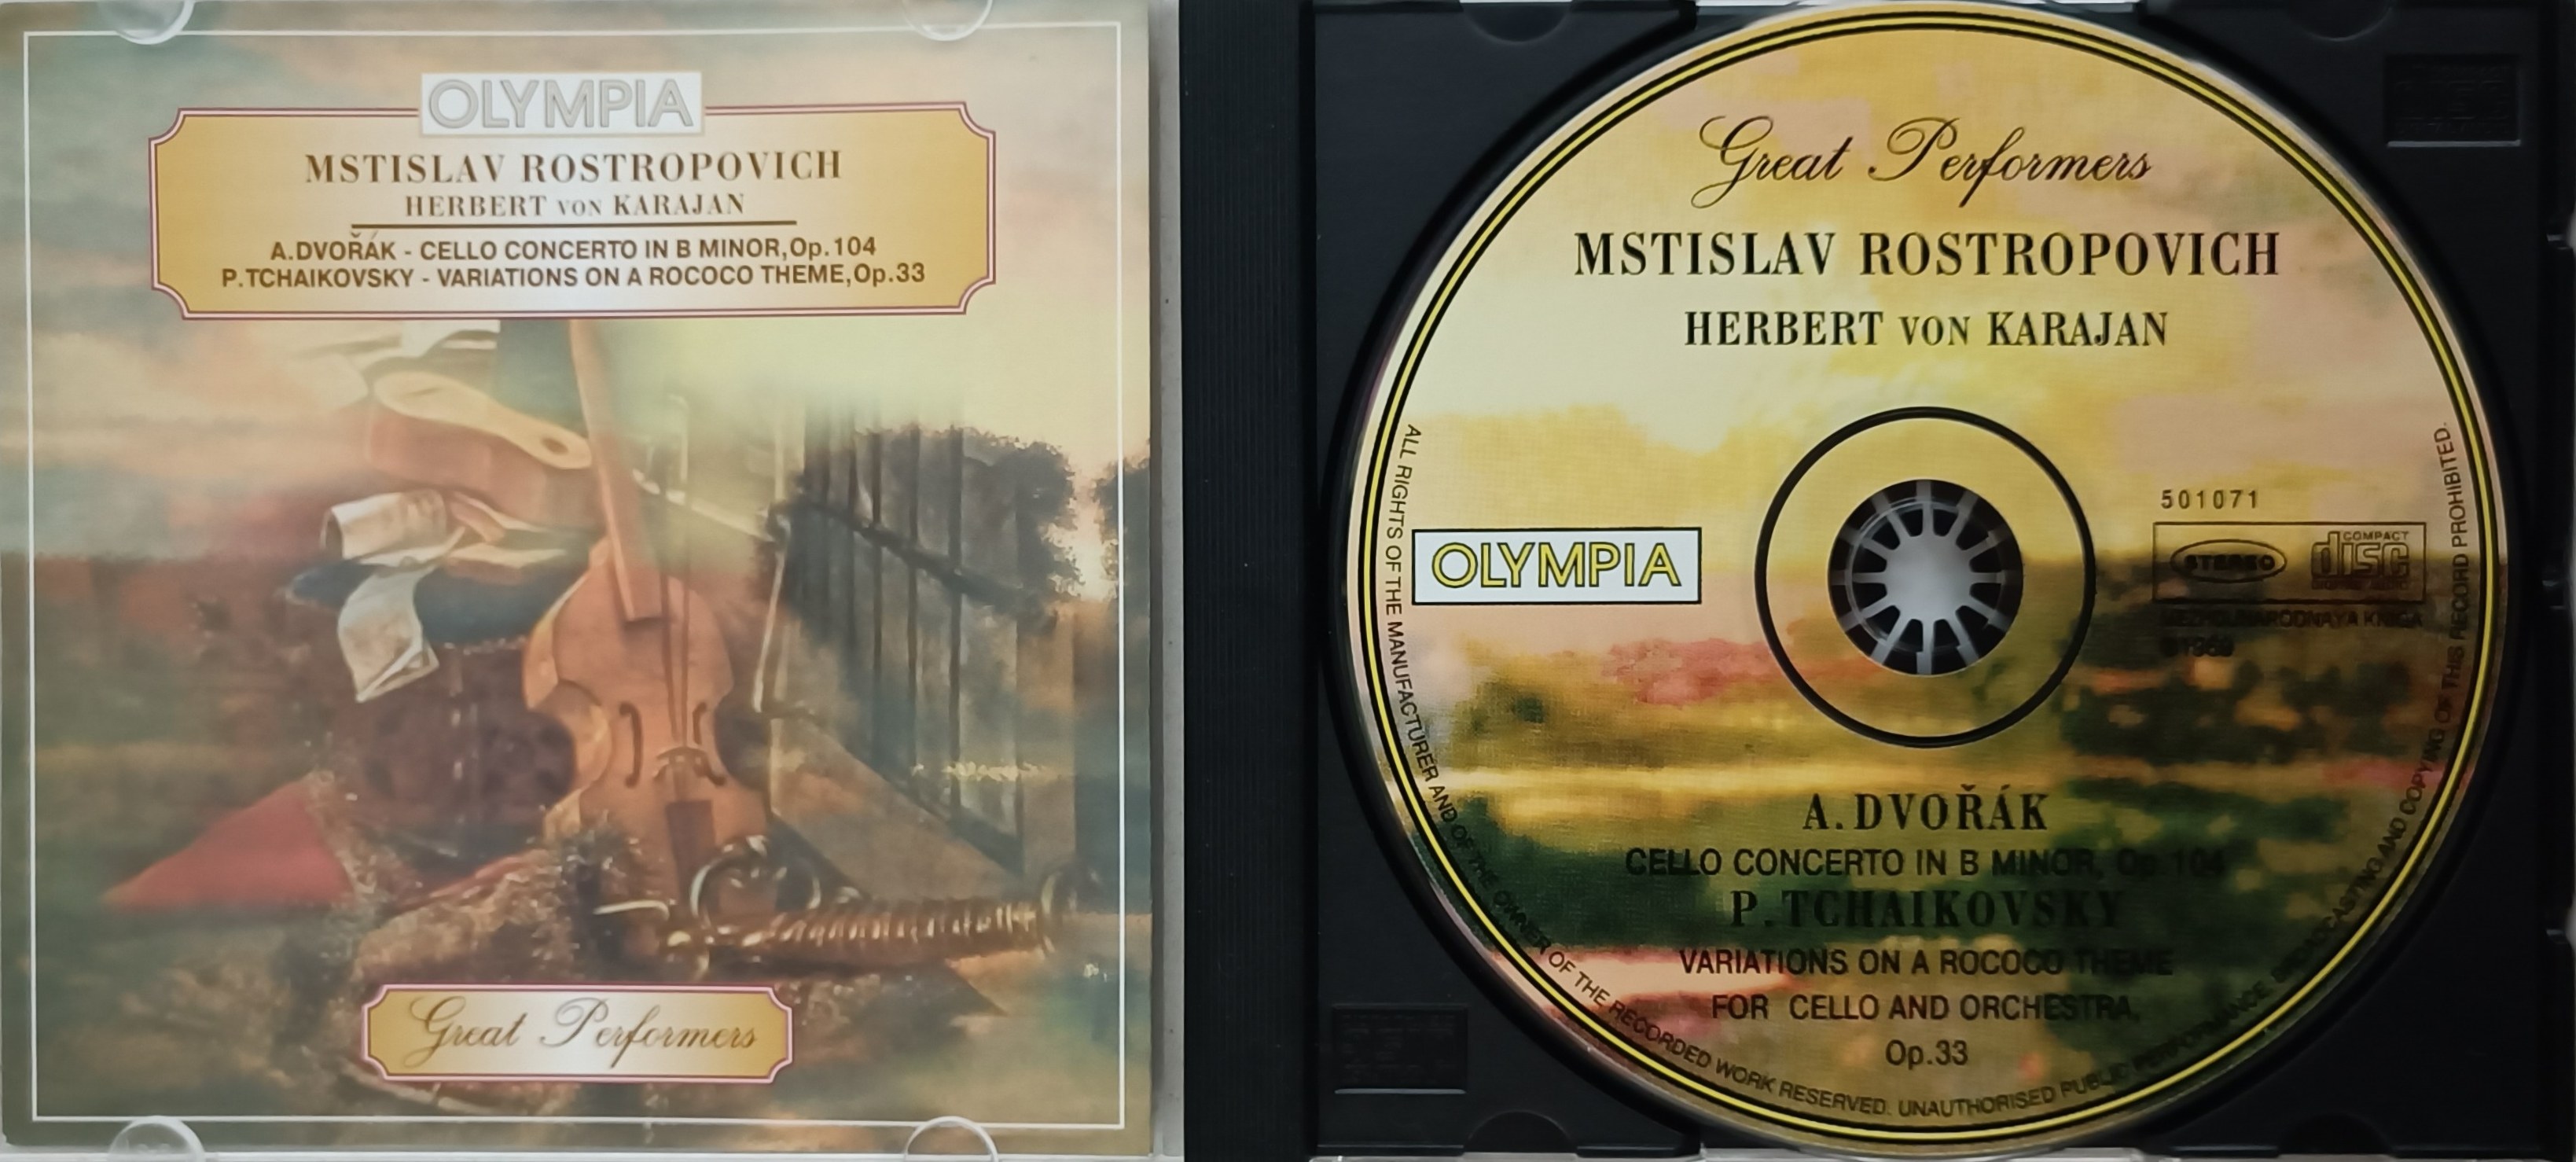 OLYMPIA
MSTISLAV ROSTROPOVICH
HERBERT VON KARAJAN
A.DVOŘÁK - CELLO CONCERTO IN B MINOR,Op.104
P.TCHAIKOVSKY - VARIATIONS ON A ROCOCO THEME,Op.33
Great Performers
Great Performers
MSTISLAV ROSTROPOVICH
HERBERT VON KARAJAN
OLYMPIA
501071
STEREO
COMPACT
disc
MEZHDUNARODNAYA KNIGA
A.DVOŘÁK
CELLO CONCERTO IN B MINOR, Op.104
P.TCHAIKOVSKY
VARIATIONS ON A ROCOCO THEME
FOR CELLO AND ORCHESTRA,
Op.33
ALL RIGHTS OF THE MANUFACTURER AND OF THE OWNER OF THE RECORDED WORK RESERVED. UNAUTHORISED PUBLIC PERFORMANCE, BROADCASTING AND COPYING OF THIS RECORD PROHIBITED.